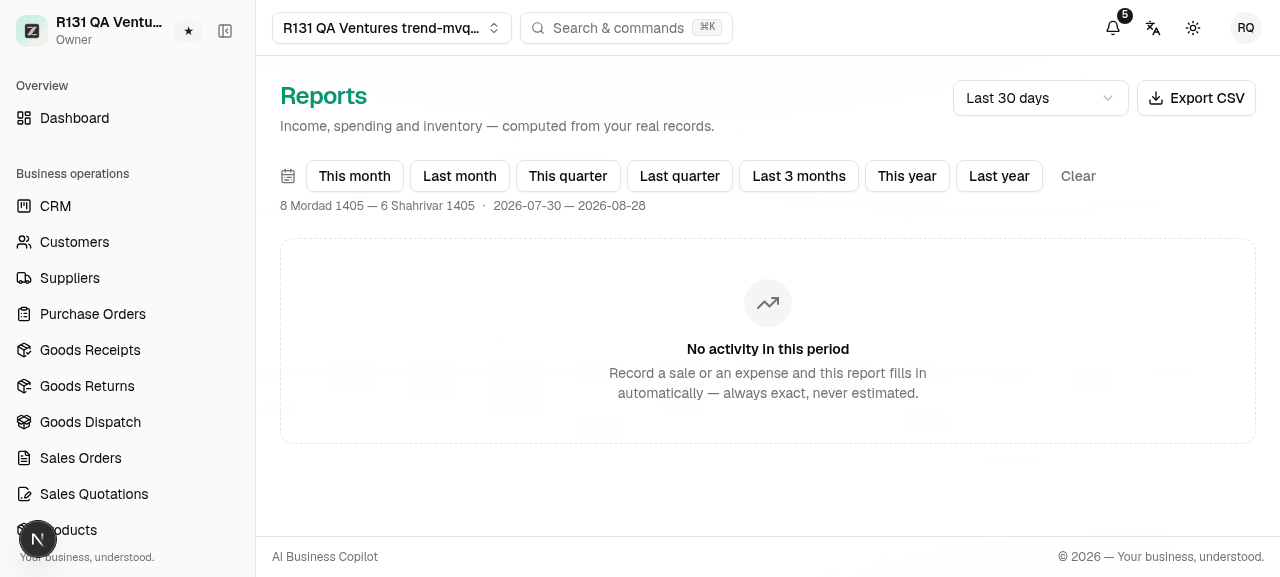 R131 QA Ventu...
Owner
R131 QA Ventures trend-mvq...
Search & commands ⌘K
5
RQ
Overview
Dashboard
Business operations
CRM
Customers
Suppliers
Purchase Orders
Goods Receipts
Goods Returns
Goods Dispatch
Sales Orders
Sales Quotations
Your business, understood.
Reports
Income, spending and inventory — computed from your real records.
Last 30 days
Export CSV
This month
Last month
This quarter
Last quarter
Last 3 months
This year
Last year
Clear
8 Mordad 1405 — 6 Shahrivar 1405 · 2026-07-30 — 2026-08-28
No activity in this period
Record a sale or an expense and this report fills in
automatically — always exact, never estimated.
AI Business Copilot
© 2026 — Your business, understood.